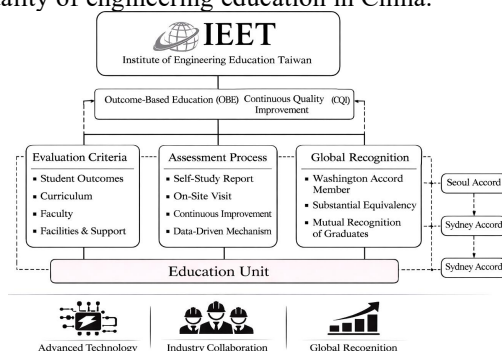 ality of engineering education in China.
IEET
Institute of Engineering Education Taiwan
Outcome-Based Education (OBE) Continuous Quality Improvement (CQI)
Evaluation Criteria
▪ Student Outcomes
▪ Curriculum
▪ Faculty
▪ Facilities & Support
Assessment Process
▪ Self-Study Report
▪ On-Site Visit
▪ Continuous Improvement
▪ Data-Driven Mechanism
Global Recognition
▪ Washington Accord
Member
▪ Substantial Equivalency
▪ Mutual Recognition
of Graduates
Seoul Accord
Sydney Accord
Sydney Accord
Education Unit
Advanced Technology
Industry Collaboration
Global Recognition